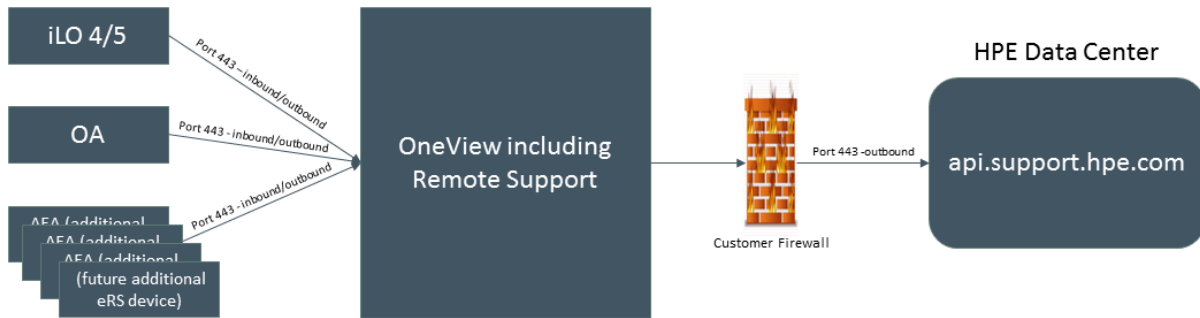 iLO 4/5
Port 443 – inbound/outbound
OA
Port 443 - inbound/outbound
AFA (additional
AFA (additional
AFA (additional
(future additional
eRS device)
Port 443 - inbound/outbound
OneView including
Remote Support
Customer Firewall
Port 443 -outbound
HPE Data Center
api.support.hpe.com